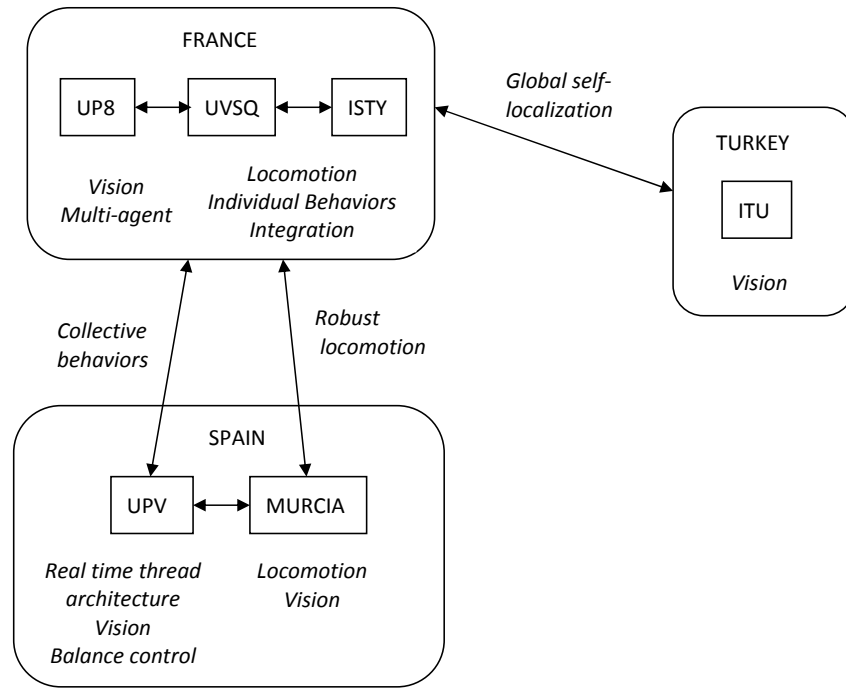 FRANCE
UP8
UVSQ
ISTY
Vision
Multi-agent
Locomotion
Individual Behaviors
Integration
Global self-
localization
TURKEY
ITU
Vision
Collective
behaviors
Robust
locomotion
SPAIN
UPV
MURCIA
Real time thread
architecture
Vision
Balance control
Locomotion
Vision